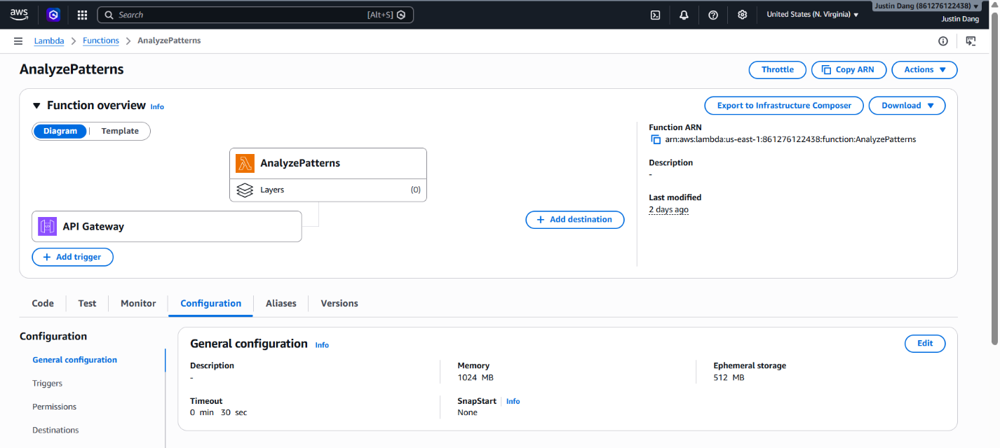 aws
Search [Alt+S]
United States (N. Virginia)
Justin Dang (861276122438)
Justin Dang
Lambda
Functions
AnalyzePatterns
AnalyzePatterns
Throttle
Copy ARN
Actions
Function overview Info
Export to Infrastructure Composer
Download
Diagram
Template
AnalyzePatterns
Layers (0)
API Gateway
+ Add trigger
+ Add destination
Function ARN
arn:aws:lambda:us-east-1:861276122438:function:AnalyzePatterns
Description
-
Last modified
2 days ago
Code
Test
Monitor
Configuration
Aliases
Versions
Configuration
General configuration
Triggers
Permissions
Destinations
General configuration Info
Edit
Description
-
Memory
1024 MB
Ephemeral storage
512 MB
Timeout
0 min 30 sec
SnapStart Info
None